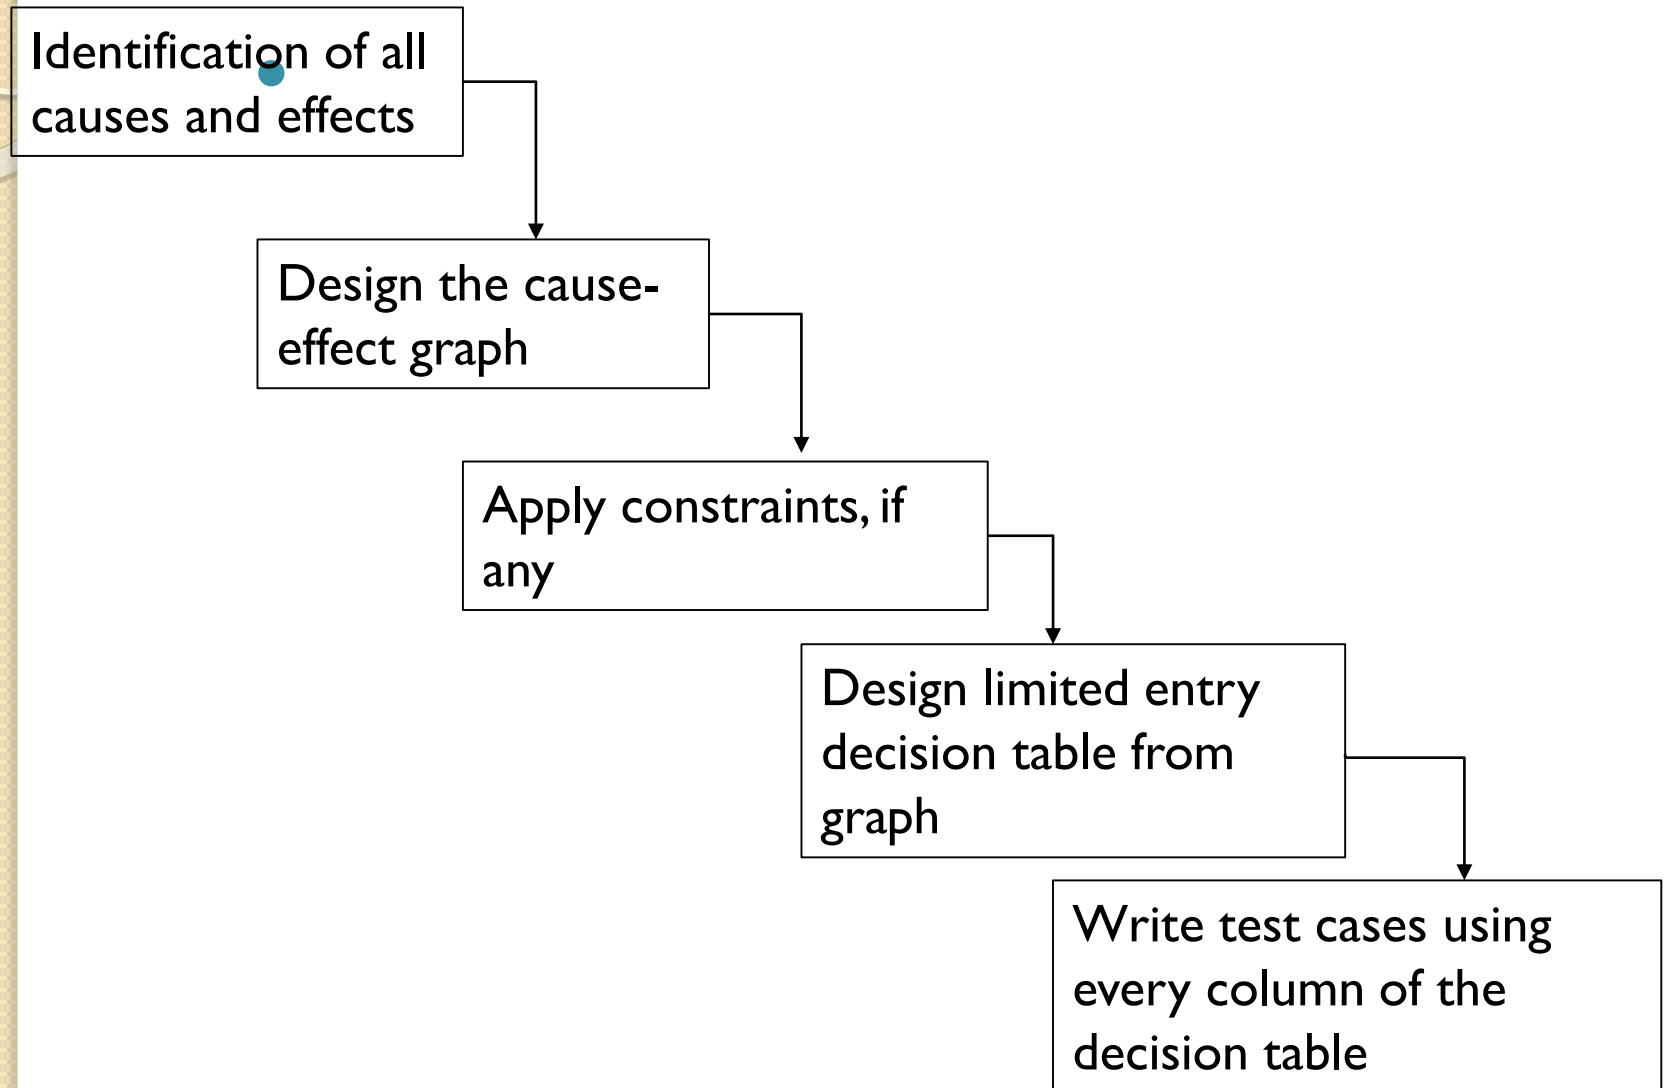 Identification of all
causes and effects
Design the cause-
effect graph
Apply constraints, if
any
Design limited entry
decision table from
graph
Write test cases using
every column of the
decision table